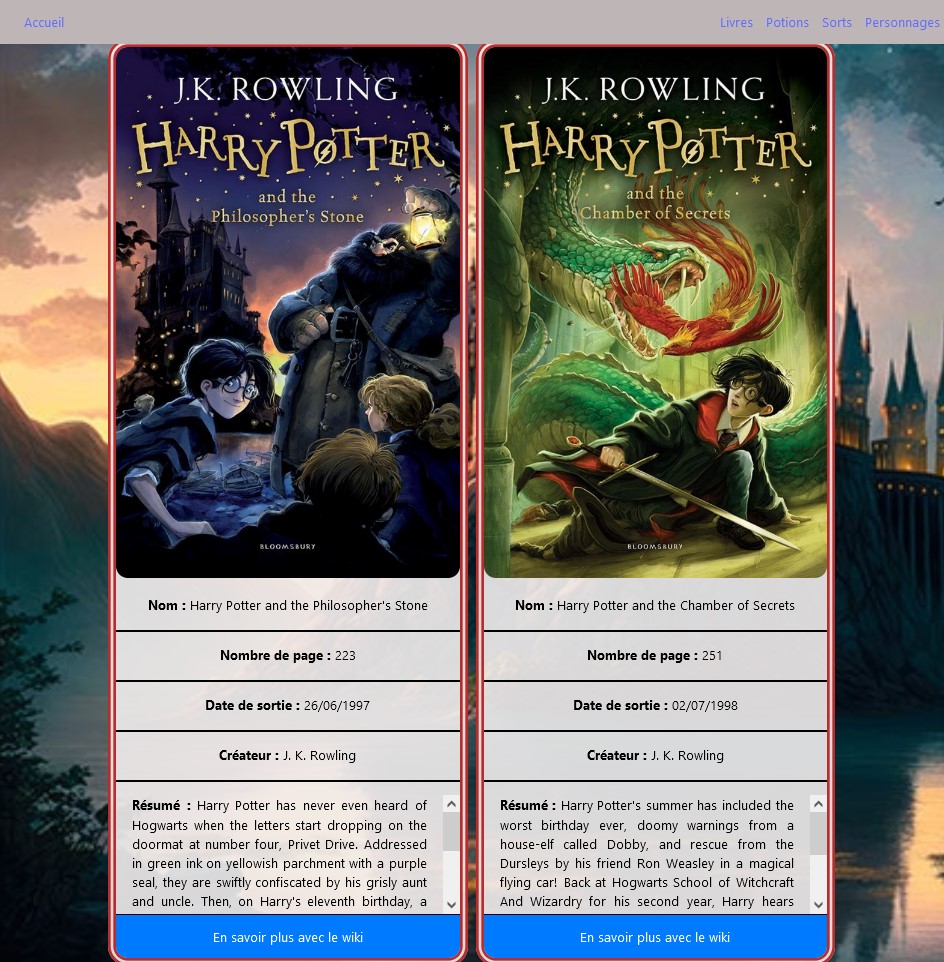 Accueil
Livres Potions Sorts Personnages
J.K. ROWLING
HARRY POTTER
and the
Philosopher's Stone
BLOOMSBURY
Nom : Harry Potter and the Philosopher's Stone
Nombre de page : 223
Date de sortie : 26/06/1997
Créateur : J. K. Rowling
Résumé : Harry Potter has never even heard of
Hogwarts when the letters start dropping on the
doormat at number four, Privet Drive. Addressed
in green ink on yellowish parchment with a purple
seal, they are swiftly confiscated by his grisly aunt
and uncle. Then, on Harry's eleventh birthday, a
En savoir plus avec le wiki
J.K. ROWLING
HARRY POTTER
and the
Chamber of Secrets
BLOOMSBURY
Nom : Harry Potter and the Chamber of Secrets
Nombre de page : 251
Date de sortie : 02/07/1998
Créateur : J. K. Rowling
Résumé : Harry Potter's summer has included the
worst birthday ever, doomy warnings from a
house-elf called Dobby, and rescue from the
Dursleys by his friend Ron Weasley in a magical
flying car! Back at Hogwarts School of Witchcraft
And Wizardry for his second year, Harry hears
En savoir plus avec le wiki